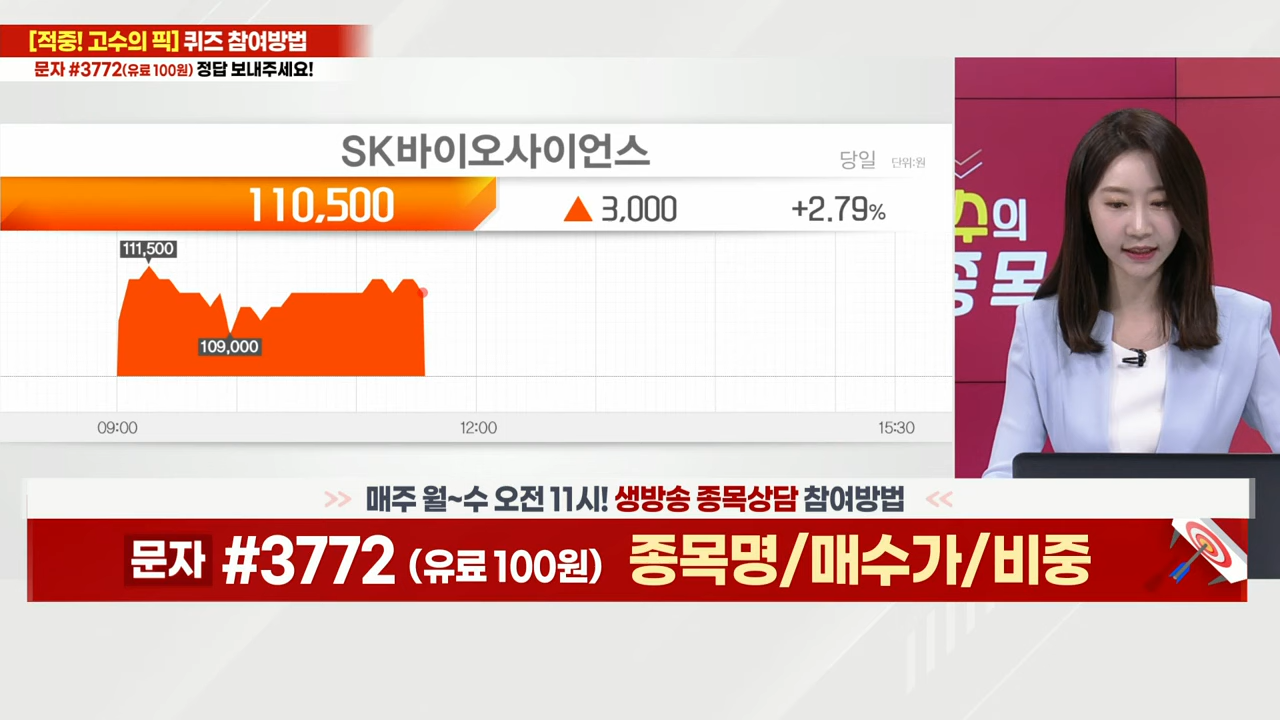 [적중! 고수의 픽] 퀴즈 참여방법
문자 #3772(유료 100원) 정답 보내주세요!
SK바이오사이언스
당일 단위:원
110,500 ▲ 3,000 +2.79%
111,500
109,000
09:00 12:00 15:30
수의
종목
매주 월~수 오전 11시! 생방송 종목상담 참여방법
문자 #3772 (유료 100원) 종목명/매수가/비중